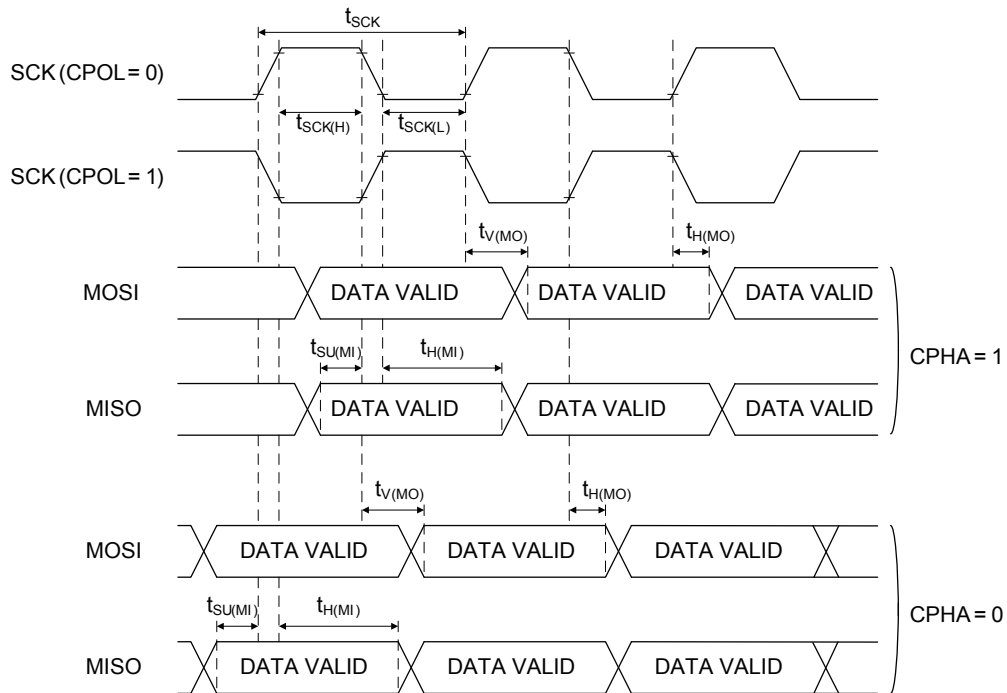 tSCK
SCK (CPOL = 0)
tSCK(H) tSCK(L)
SCK (CPOL = 1)
tV(MO) tH(MO)
MOSI DATA VALID DATA VALID DATA VALID
tSU(MI) tH(MI)
CPHA = 1
MISO DATA VALID DATA VALID DATA VALID
tV(MO) tH(MO)
MOSI DATA VALID DATA VALID DATA VALID
tSU(MI) tH(MI)
CPHA = 0
MISO DATA VALID DATA VALID DATA VALID